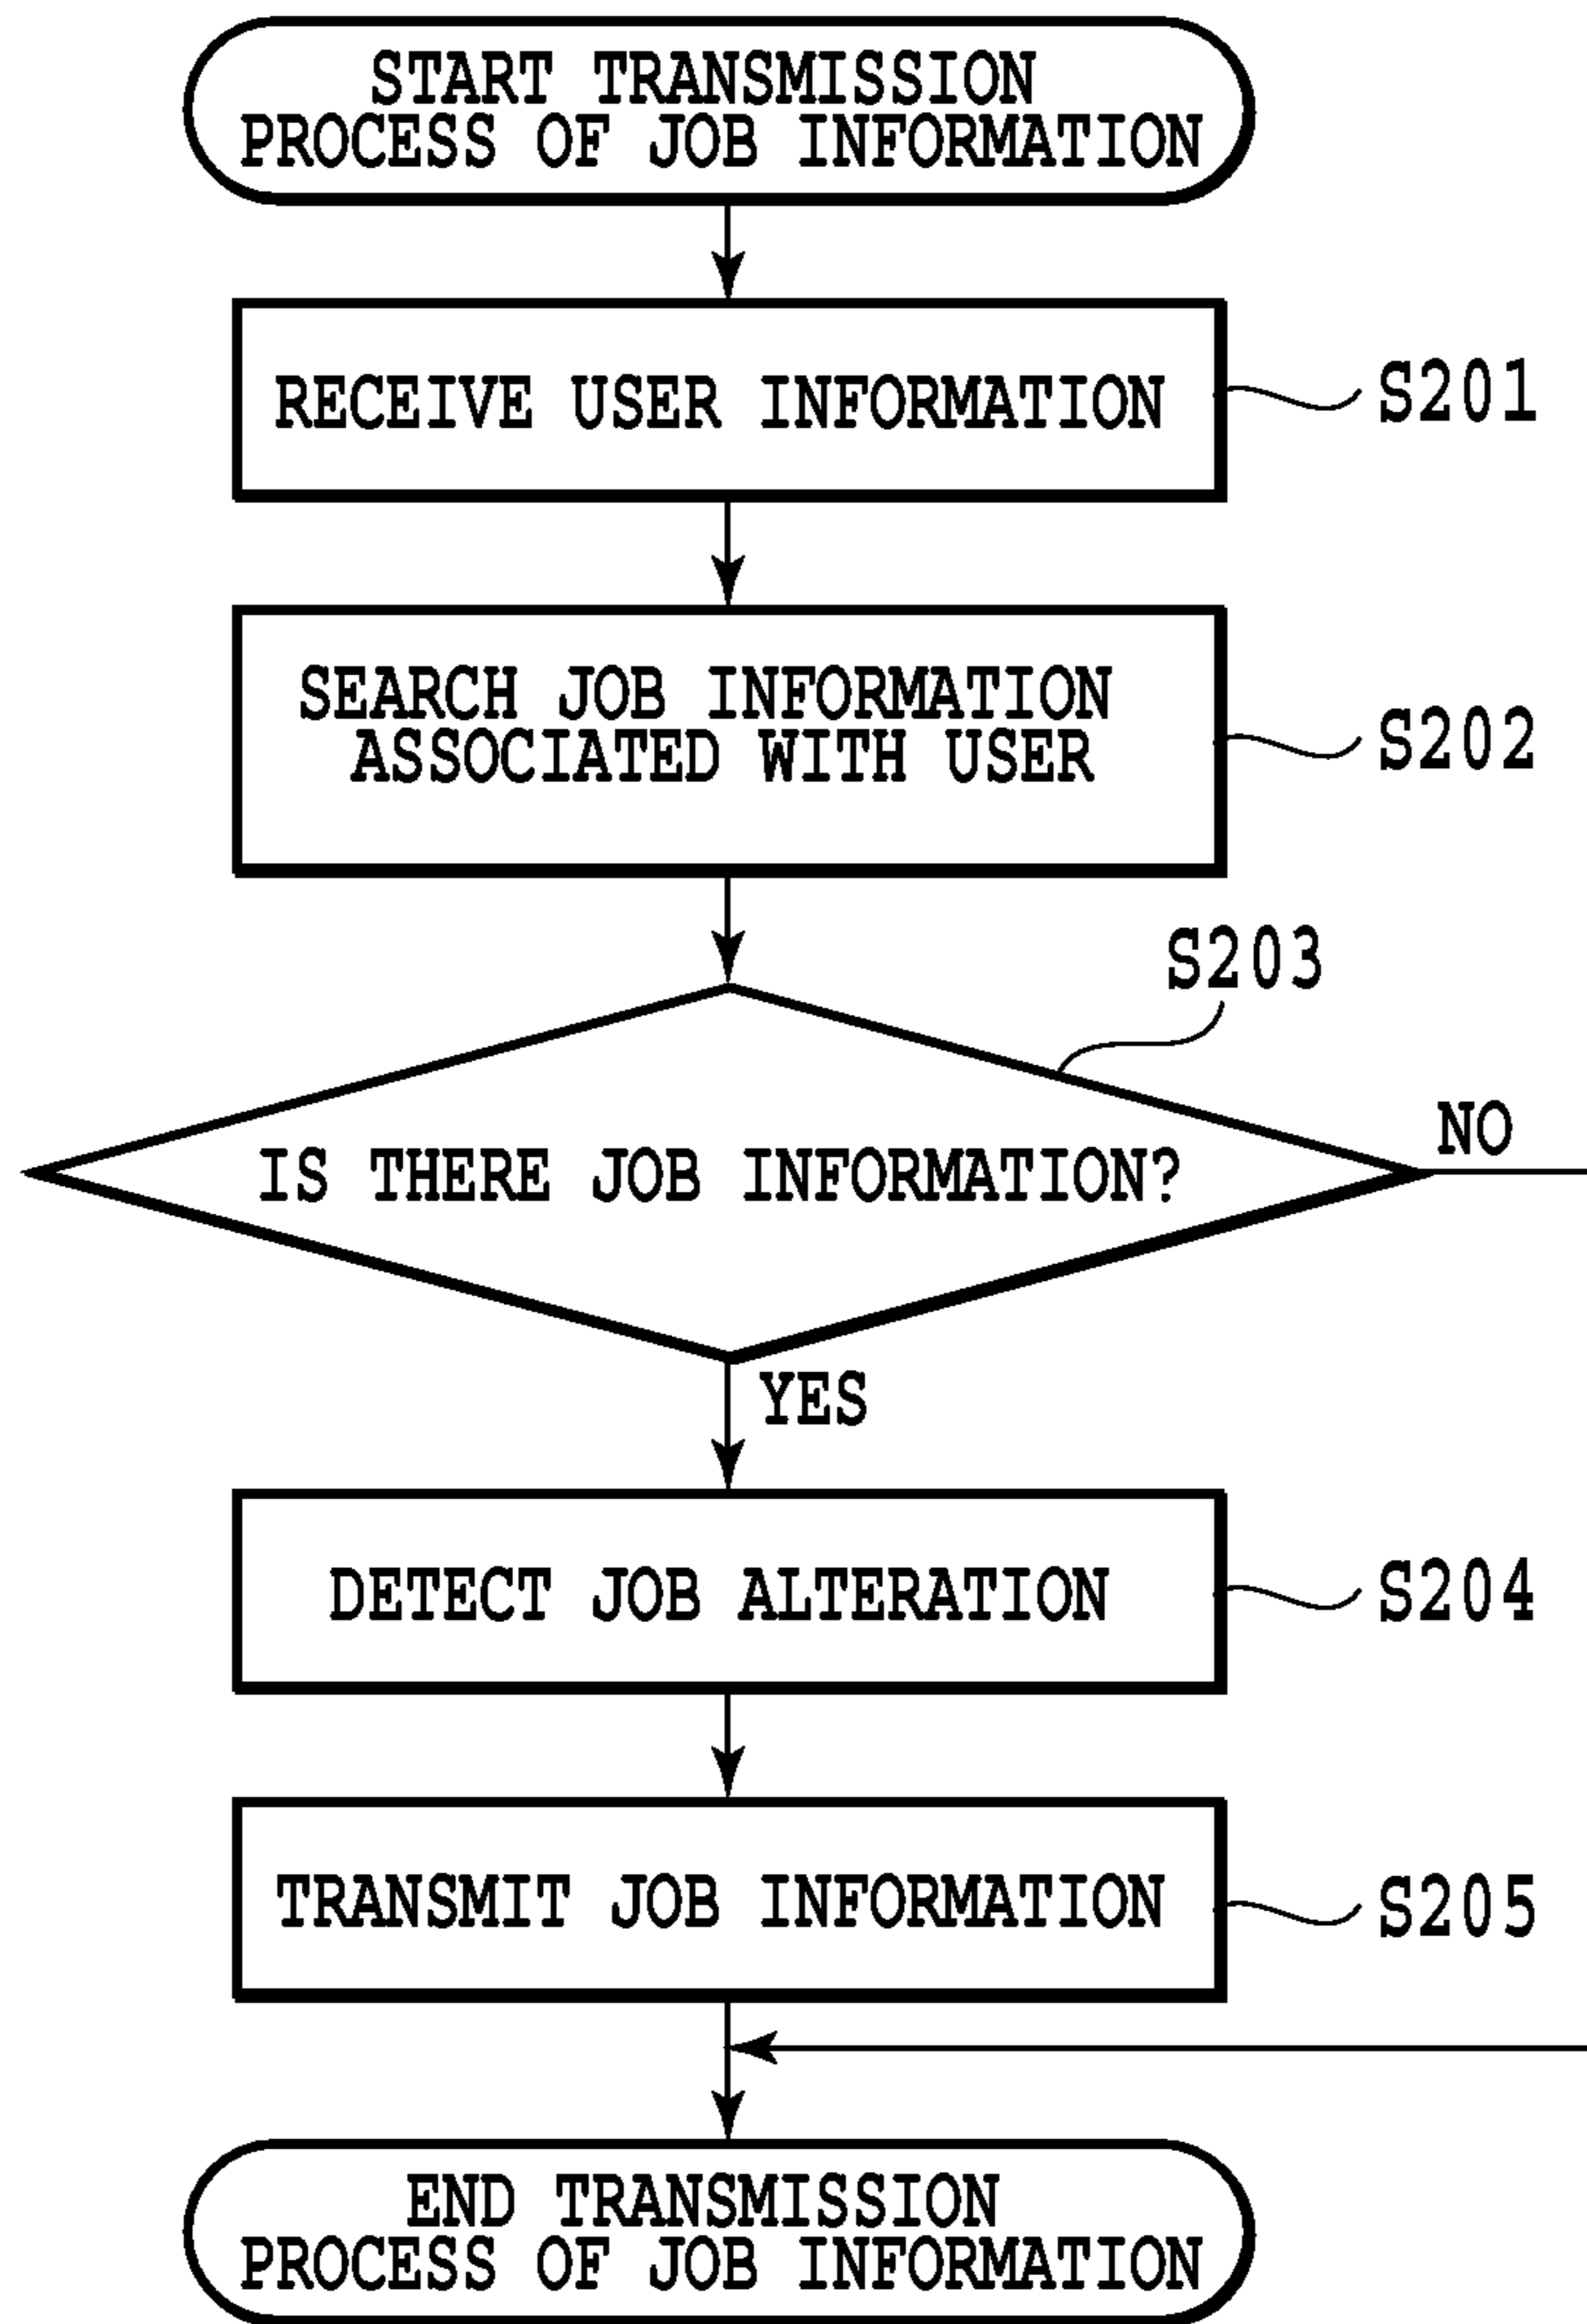 START TRANSMISSION
PROCESS OF JOB INFORMATION
RECEIVE USER INFORMATION
S201
SEARCH JOB INFORMATION
ASSOCIATED WITH USER
S202
S203
IS THERE JOB INFORMATION?
NO
YES
DETECT JOB ALTERATION
S204
TRANSMIT JOB INFORMATION
S205
END TRANSMISSION
PROCESS OF JOB INFORMATION